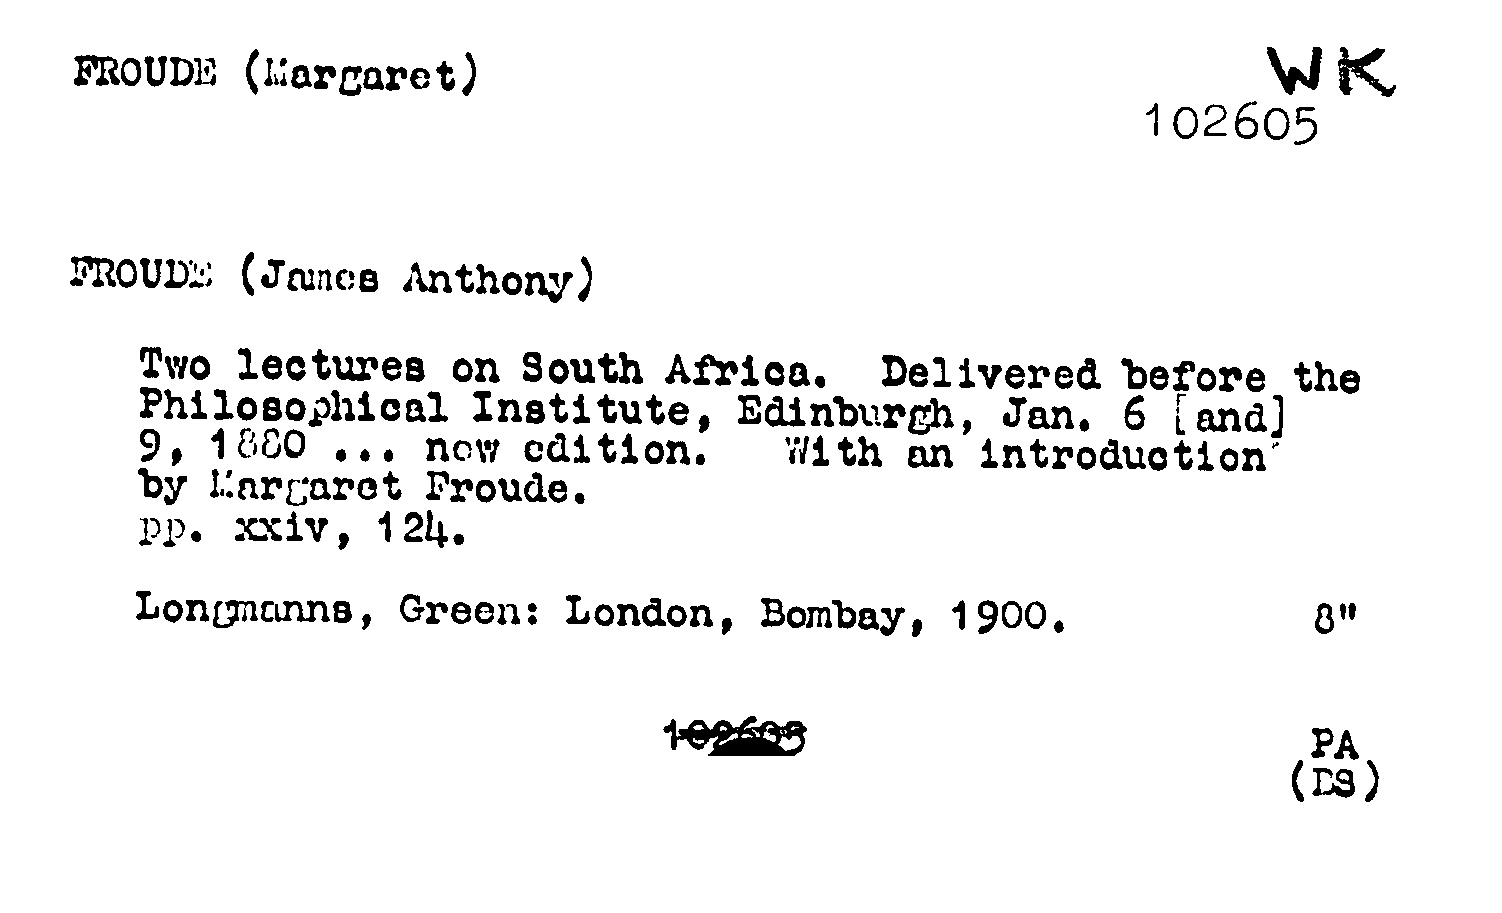 FROUDE (Margaret)
WK
102605
FROUDE (James Anthony)
Two lectures on South Africa. Delivered before the
Philosophical Institute, Edinburgh, Jan. 6 [and]
9, 1880 ... new edition. With an introduction
by Margaret Froude.
pp. xxiv, 124.
Longmanns, Green: London, Bombay, 1900. 8"
102605
PA
(DS)